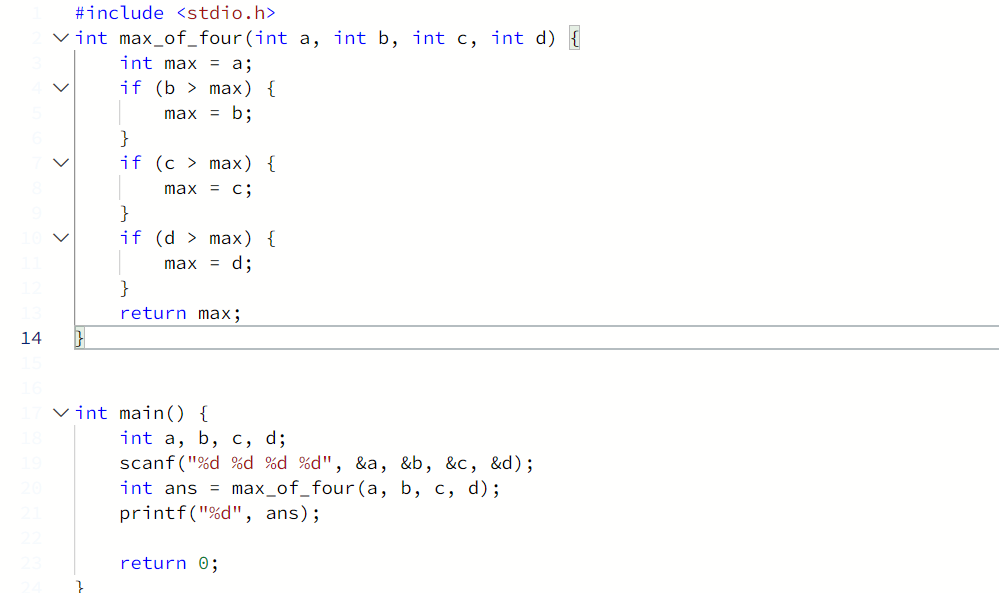 1 #include <stdio.h>
2 int max_of_four(int a, int b, int c, int d) {
3     int max = a;
4     if (b > max) {
5         max = b;
6     }
7     if (c > max) {
8         max = c;
9     }
10     if (d > max) {
11         max = d;
12     }
13     return max;
14 }
15
16
17 int main() {
18     int a, b, c, d;
19     scanf("%d %d %d %d", &a, &b, &c, &d);
20     int ans = max_of_four(a, b, c, d);
21     printf("%d", ans);
22
23     return 0;
24 }